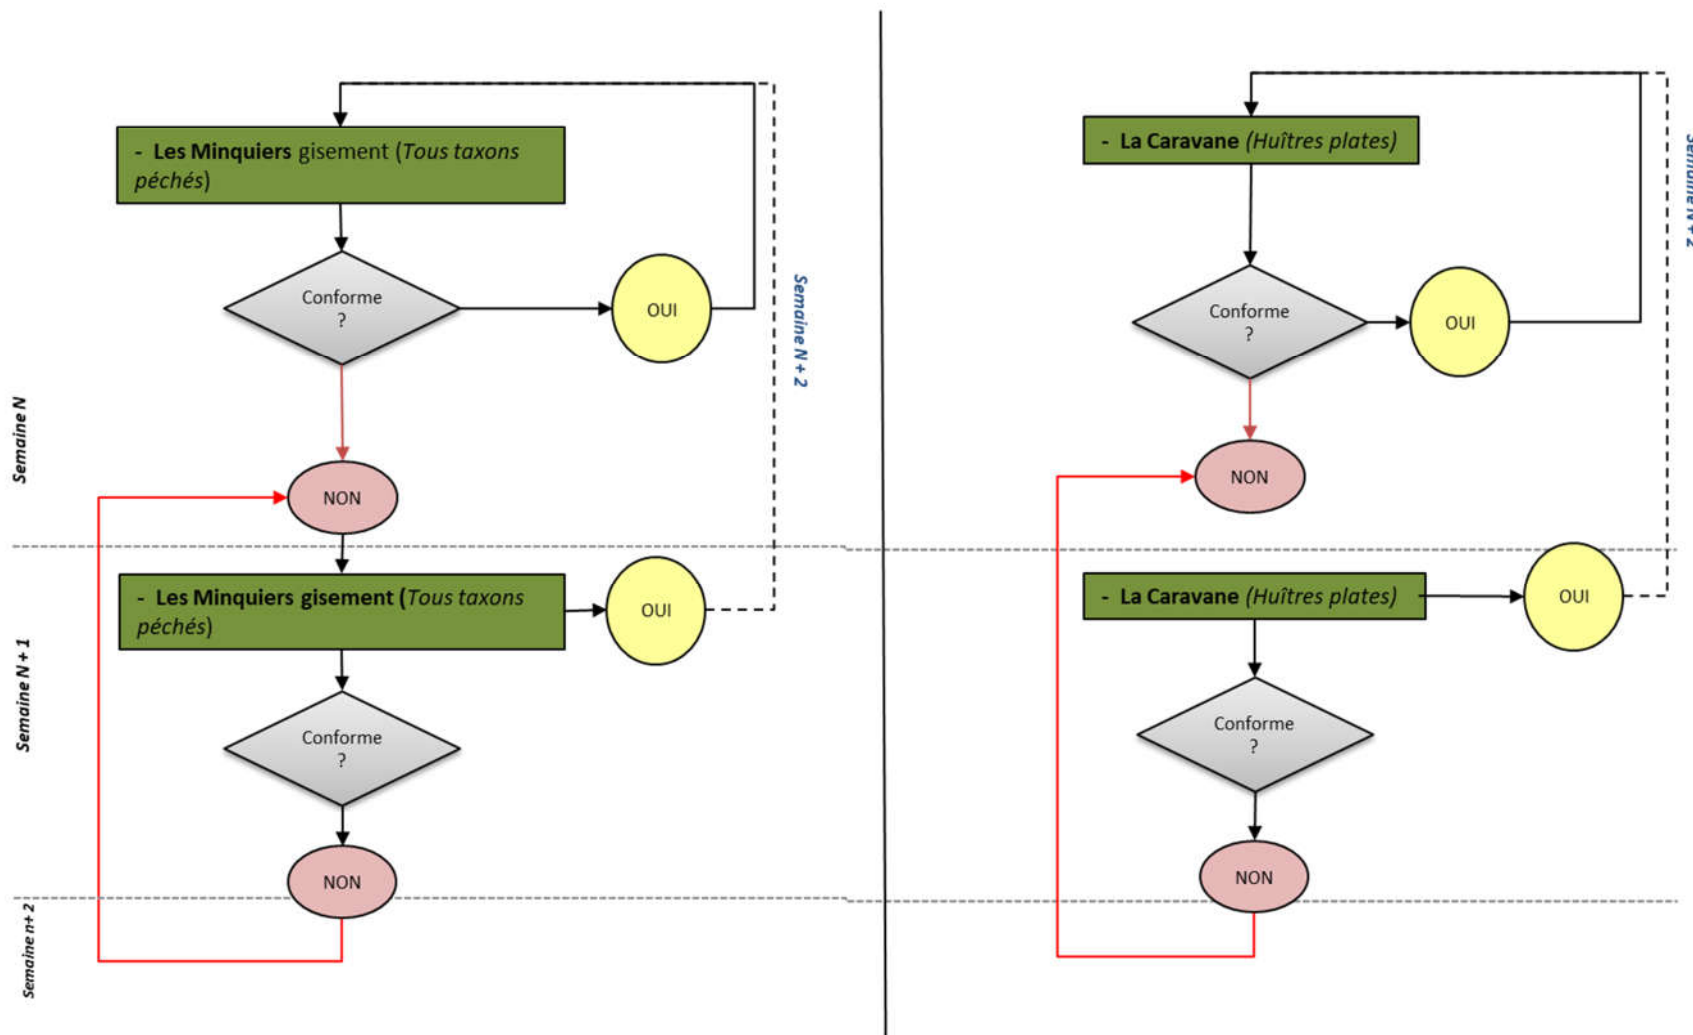 - Les Minquiers gisement (Tous taxons
péchés)
Conforme
?
OUI
Semaine N + 2
Semaine N
NON
- Les Minquiers gisement (Tous taxons
péchés)
OUI
Semaine N + 1
Conforme
?
NON
Semaine n+ 2
- La Caravane (Huîtres plates)
Semaine N + 2
Conforme
?
OUI
NON
- La Caravane (Huîtres plates)
OUI
Conforme
?
NON